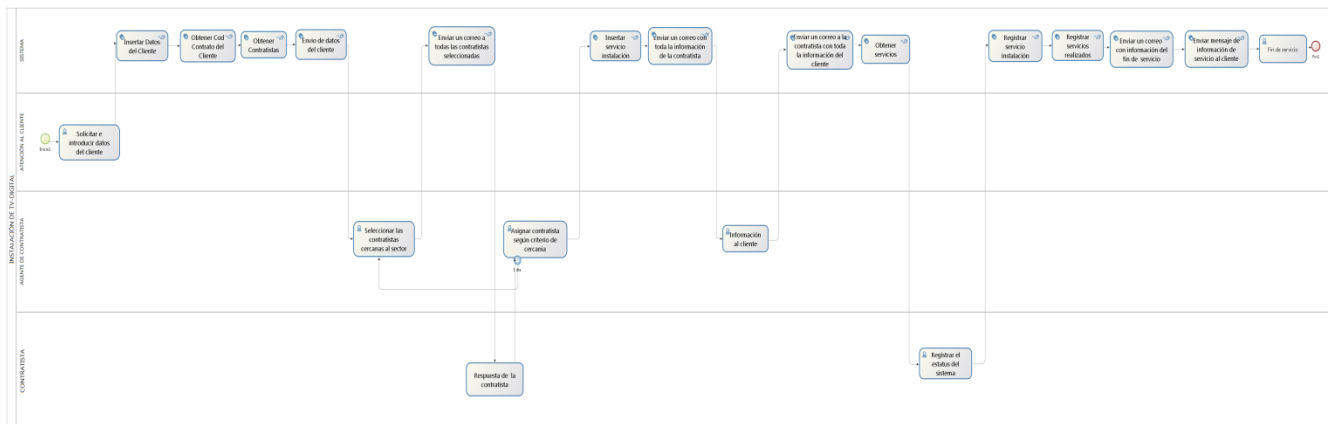 INSTALACIÓN DE TV-DIGITAL
SISTEMA
Insertar Datos
del Cliente
Obtener Cod
Contrato del
Cliente
Obtener
Contratistas
Envío de datos
del cliente
Enviar un correo a
todas las contratistas
seleccionadas
Insertar
servicio
instalación
Enviar un correo con
toda la información
de la contratista
Enviar un correo a la
contratista con toda
la información del
cliente
Obtener
servicios
Registrar
servicio
instalación
Registrar
servicios
realizados
Enviar un correo
con información del
fin de servicio
Enviar mensaje de
información de
servicio al cliente
Fin de servicio
ATENCIÓN AL CLIENTE
Solicitar e
introducir datos
del cliente
AGENTE DE CONTRATISTA
Seleccionar las
contratistas
cercanas al sector
Asignar contratista
según criterio de
cercanía
Información
al cliente
CONTRATISTA
Respuesta de la
contratista
Registrar el
estatus del
sistema